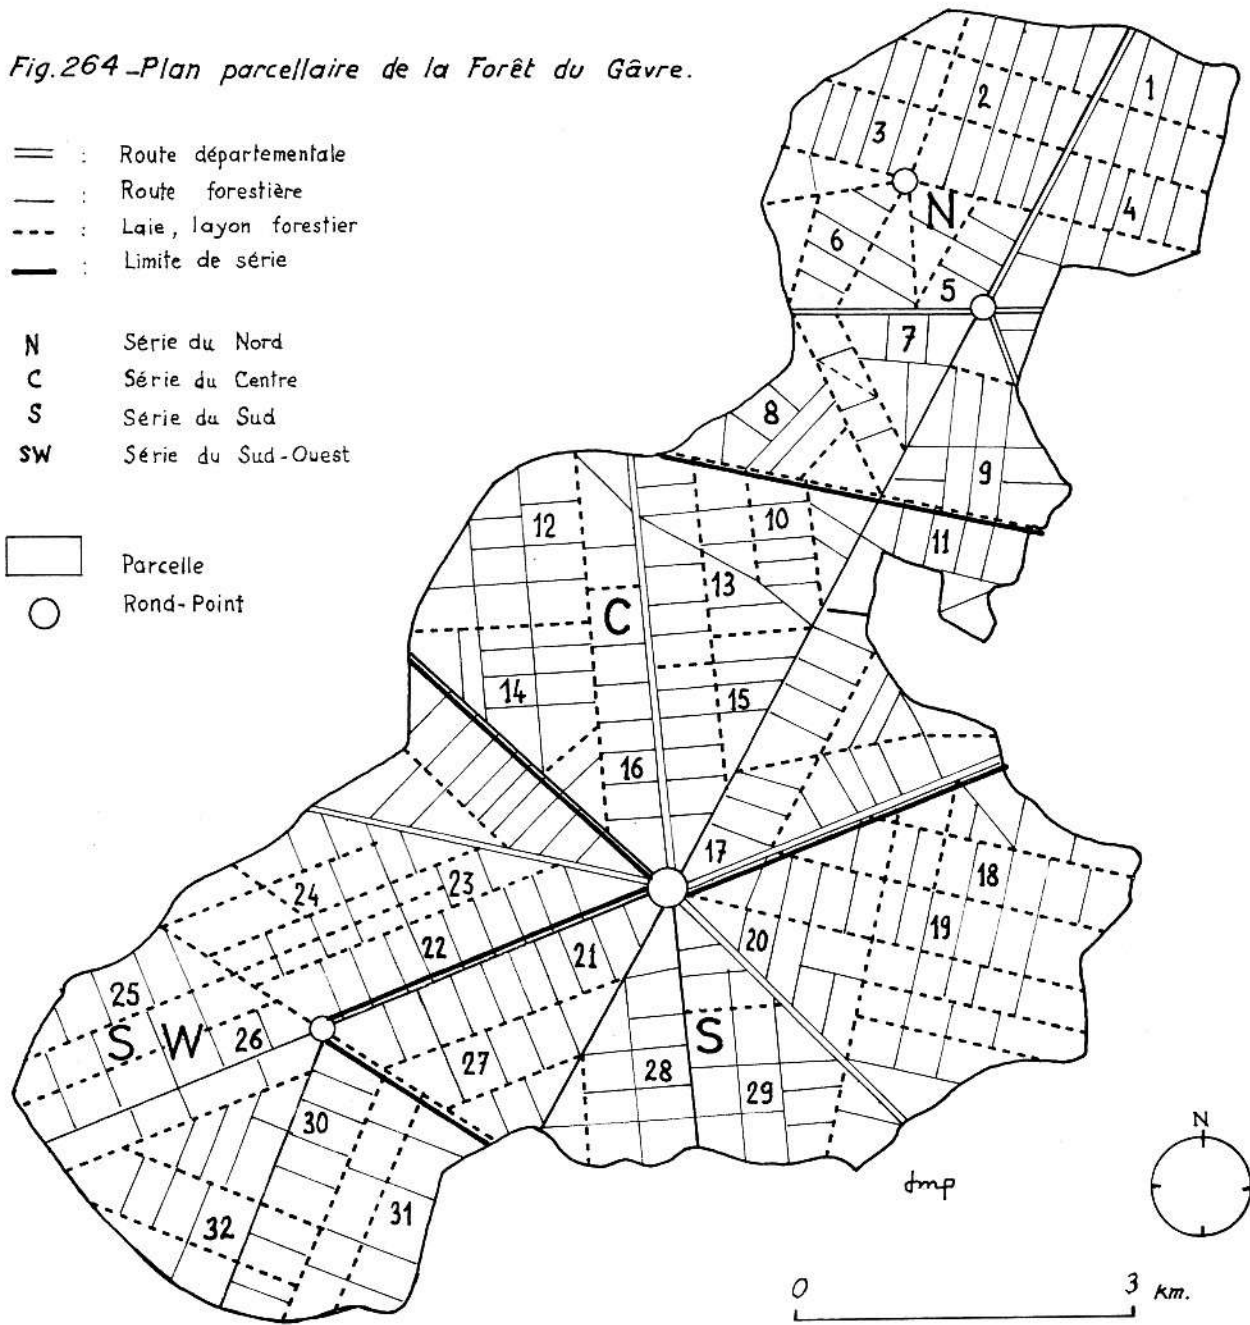 Fig.264_Plan parcellaire de la Forêt du Gâvre.
: Route départementale
: Route forestière
: Laie, layon forestier
: Limite de série
N Série du Nord
C Série du Centre
S Série du Sud
SW Série du Sud-Ouest
Parcelle
Rond-Point
1
2
3
N
4
6
5
7
8
9
10
12
11
13
C
14
15
16
17
18
24
23
19
22
21
20
25
S W
26
S
27
28
29
30
31
32
N
0 3 km.